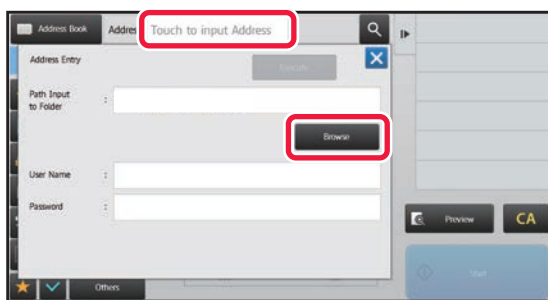 Address Book
Address
Touch to input Address
Address Entry
Execute
Path Input
to Folder :
Browse
User Name :
Password :
Preview
CA
Start
Others